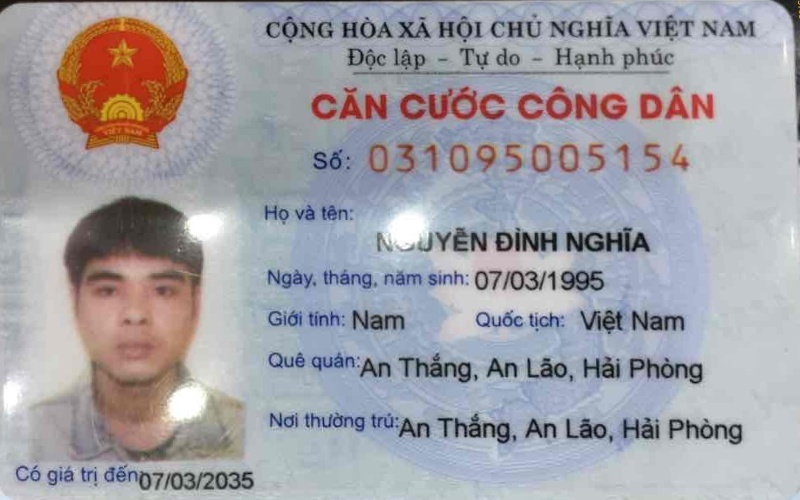 CỘNG HÒA XÃ HỘI CHỦ NGHĨA VIỆT NAM
Độc lập - Tự do - Hạnh phúc
CĂN CƯỚC CÔNG DÂN
Số: 031095005154
Họ và tên:
NGUYỄN ĐÌNH NGHĨA
Ngày, tháng, năm sinh: 07/03/1995
Giới tính: Nam Quốc tịch: Việt Nam
Quê quán: An Thắng, An Lão, Hải Phòng
Nơi thường trú: An Thắng, An Lão, Hải Phòng
Có giá trị đến 07/03/2035
VIỆT NAM